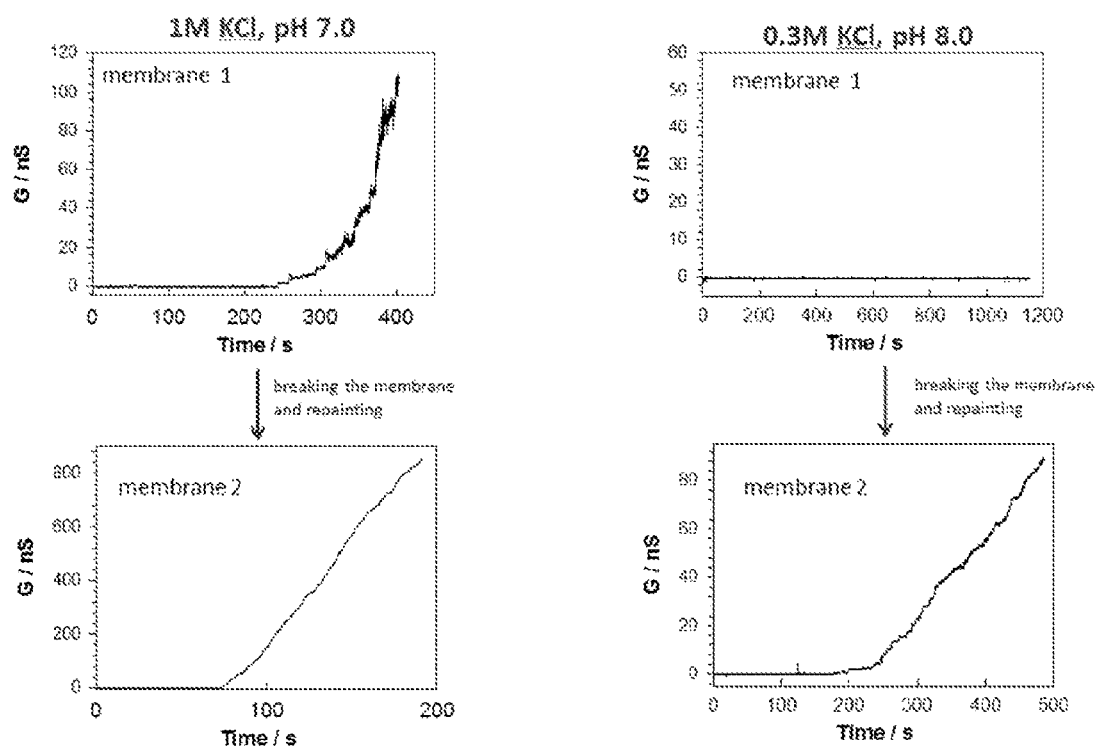 1M KCl, pH 7.0
120
100
80
60
40
20
0
G / nS
membrane 1
0 100 200 300 400
Time / s
breaking the membrane
and repainting
800
600
400
200
0
G / nS
membrane 2
0 100 200
Time / s
0.3M KCl, pH 8.0
60
50
40
30
20
10
0
G / nS
membrane 1
0 200 400 600 800 1000 1200
Time / s
breaking the membrane
and repainting
80
60
40
20
0
G / nS
membrane 2
0 100 200 300 400 500
Time / s